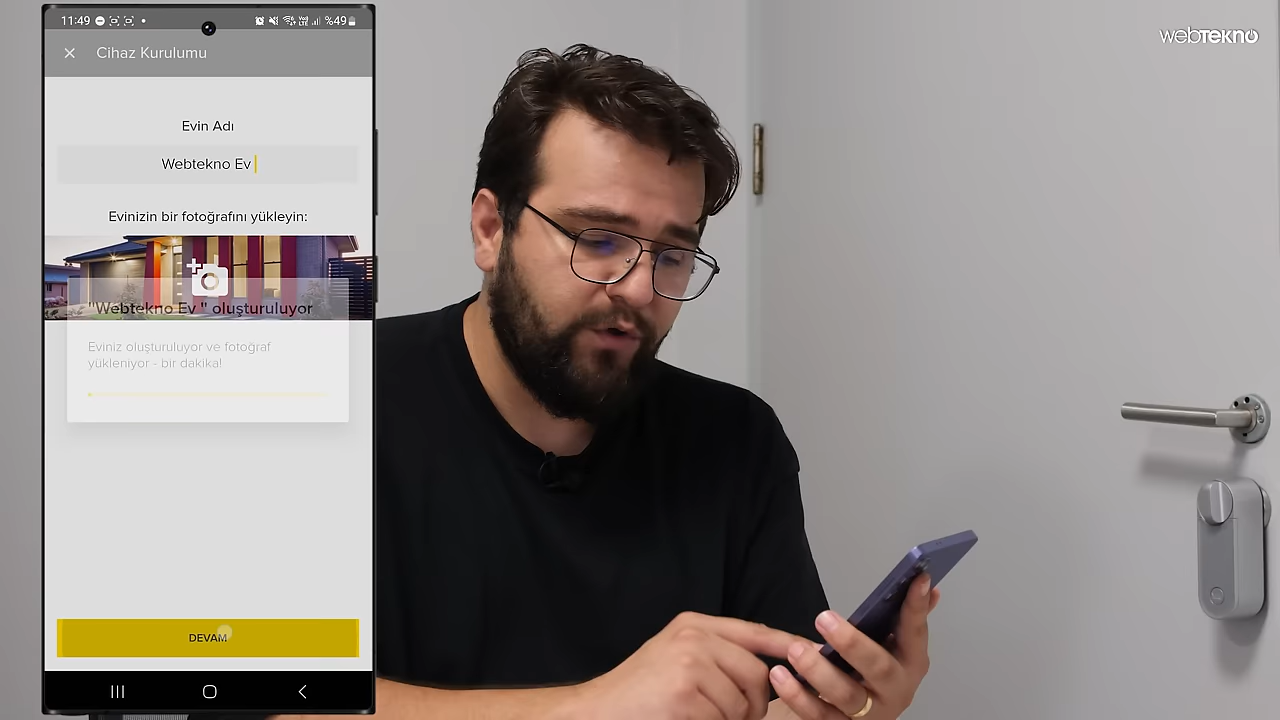 11:49
%49
Cihaz Kurulumu
Evin Adı
Webtekno Ev
Evinizin bir fotoğrafını yükleyin:
"Webtekno Ev " oluşturuluyor
Eviniz oluşturuluyor ve fotoğraf
yükleniyor - bir dakika!
DEVAM
webtekno